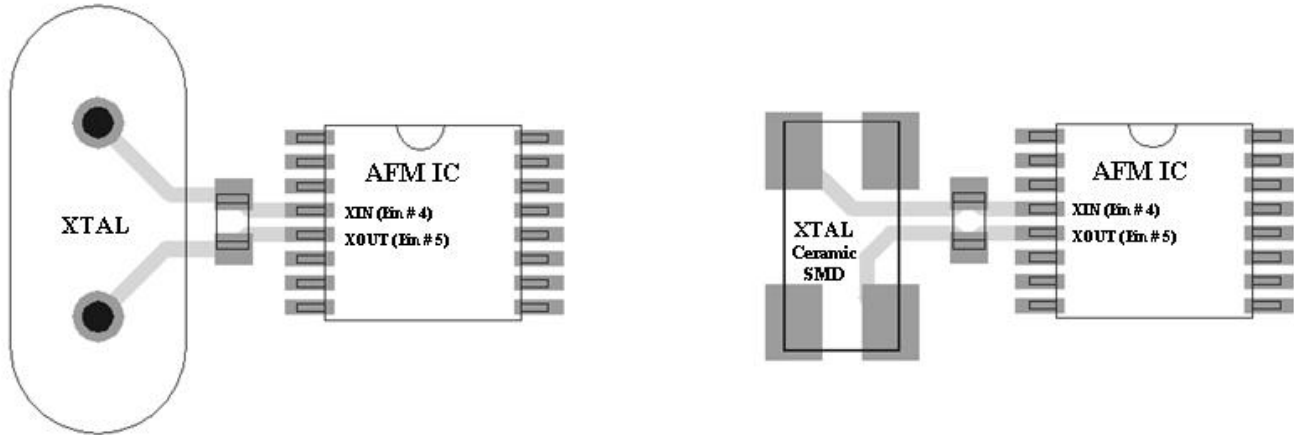 XTAL
AFM IC
XIN (Pin # 4)
XOUT (Pin # 5)
XTAL
Ceramic
SMD
AFM IC
XIN (Pin # 4)
XOUT (Pin # 5)